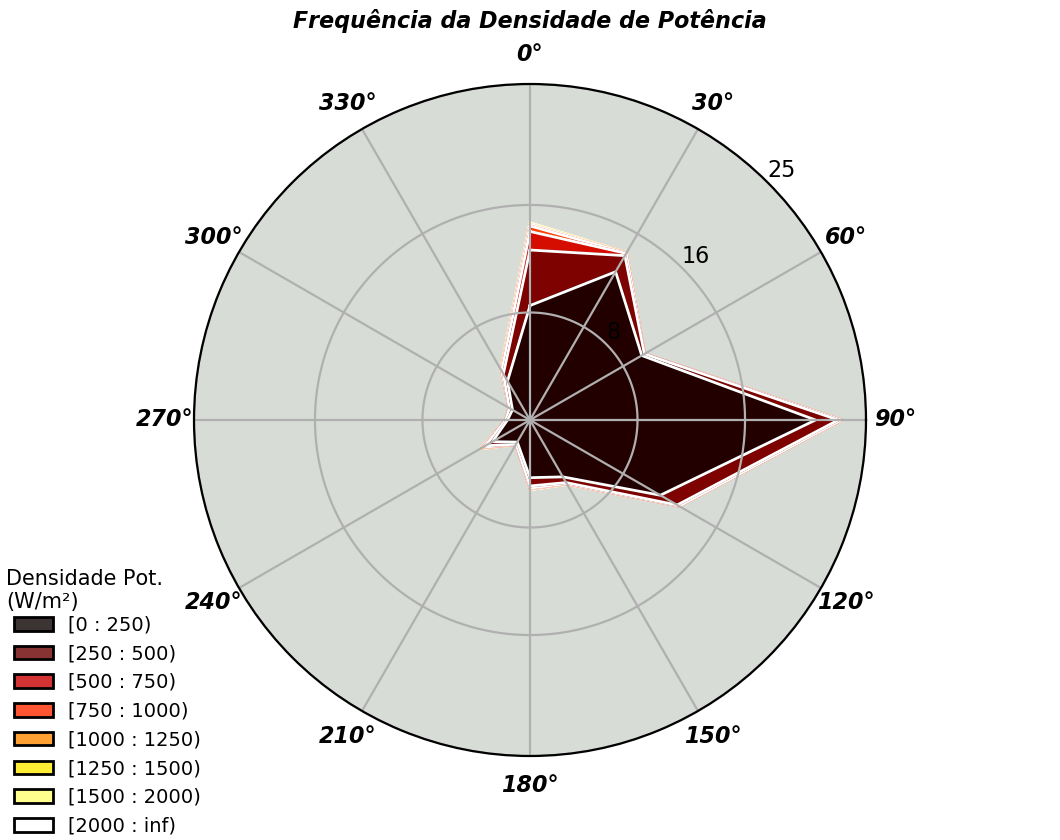 Frequência da Densidade de Potência
0°
330°
30°
25
300°
60°
16
8
270°
90°
240°
120°
210°
150°
180°
Densidade Pot.
(W/m²)
[0 : 250)
[250 : 500)
[500 : 750)
[750 : 1000)
[1000 : 1250)
[1250 : 1500)
[1500 : 2000)
[2000 : inf)